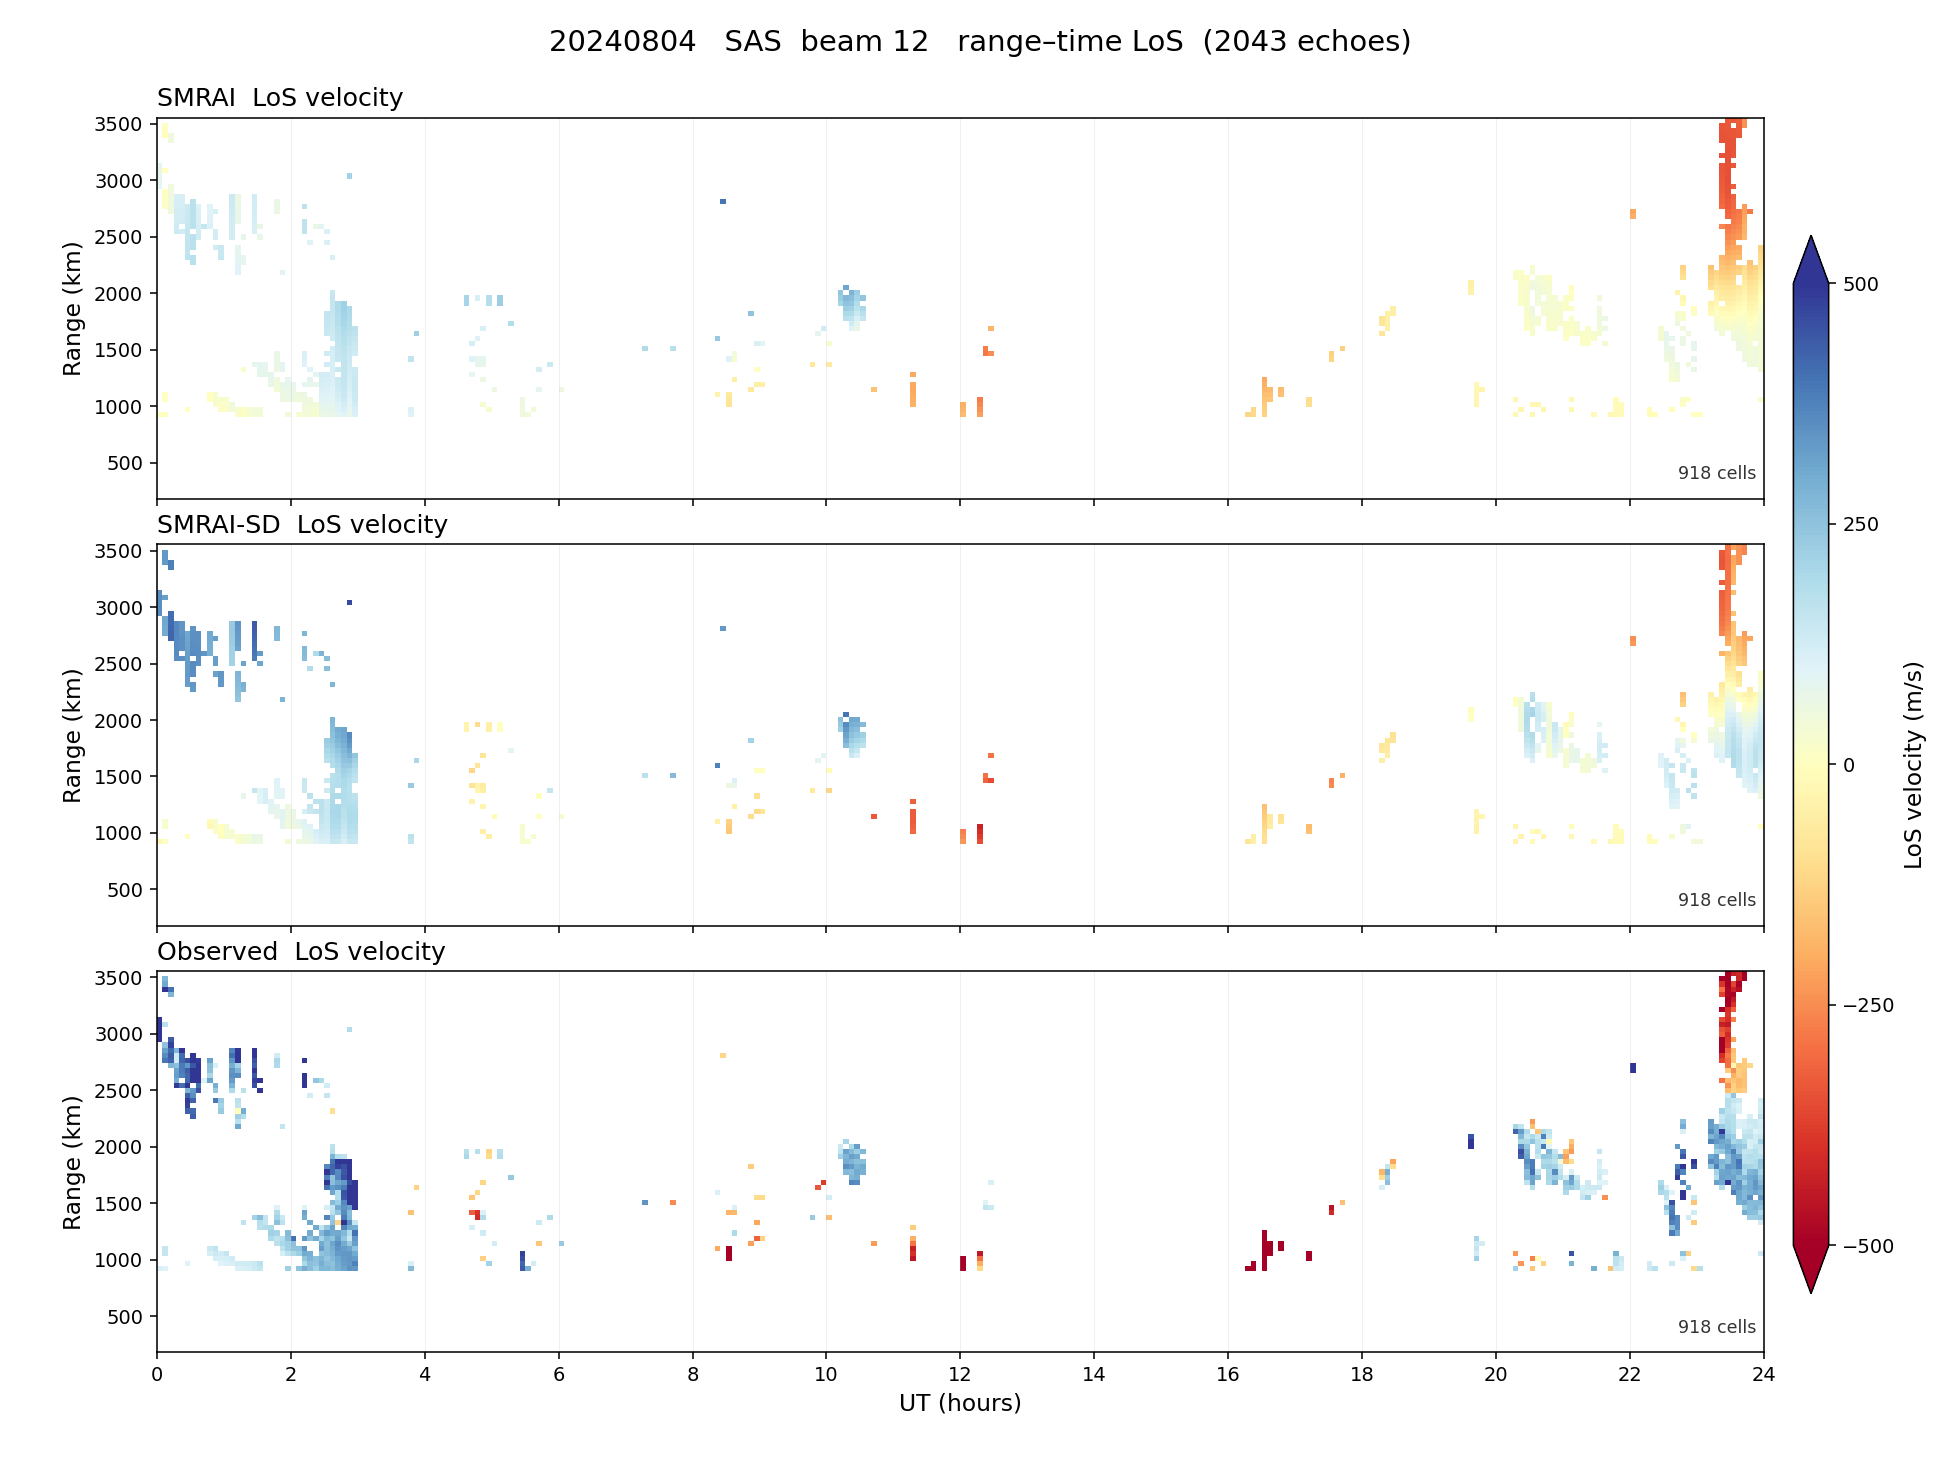 20240804 SAS beam 12 range–time LoS (2043 echoes)
SMRAI LoS velocity
3500
3000
2500
2000
1500
1000
500
Range (km)
918 cells
SMRAI-SD LoS velocity
3500
3000
2500
2000
1500
1000
500
Range (km)
918 cells
Observed LoS velocity
3500
3000
2500
2000
1500
1000
500
Range (km)
918 cells
0 2 4 6 8 10 12 14 16 18 20 22 24
UT (hours)
500
250
0
−250
−500
LoS velocity (m/s)